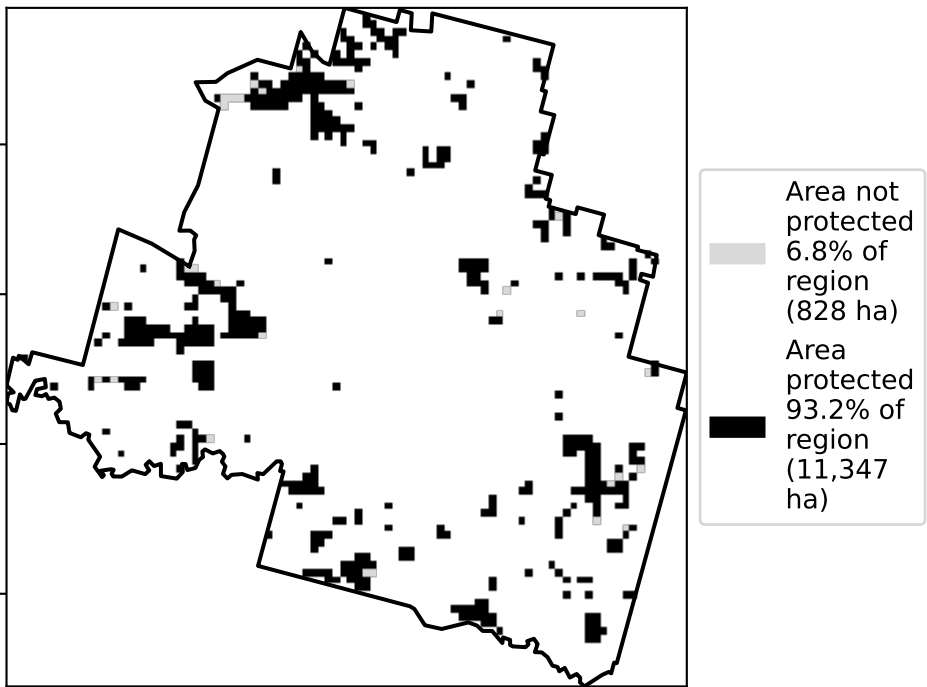 Area not
protected
6.8% of
region
(828 ha)
Area
protected
93.2% of
region
(11,347
ha)